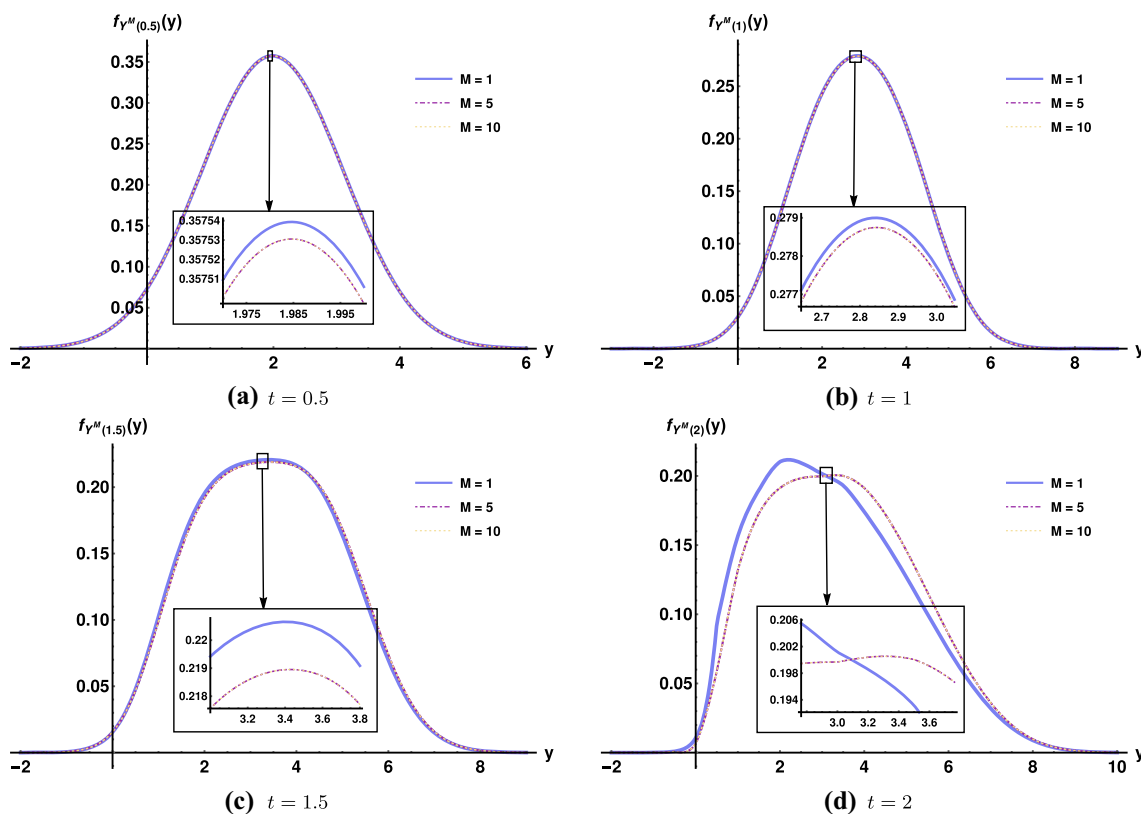 f_{Y^M(0.5)}(y)
0.35
0.30
0.25
0.20
0.15
0.10
0.05
M = 1
M = 5
M = 10
0.35754
0.35753
0.35752
0.35751
1.975 1.985 1.995
−2 0 2 4 6 y
(a) t = 0.5
f_{Y^M(1)}(y)
0.25
0.20
0.15
0.10
0.05
M = 1
M = 5
M = 10
0.279
0.278
0.277
2.7 2.8 2.9 3.0
−2 0 2 4 6 8 y
(b) t = 1
f_{Y^M(1.5)}(y)
0.20
0.15
0.10
0.05
M = 1
M = 5
M = 10
0.22
0.219
0.218
3.2 3.4 3.6 3.8
−2 0 2 4 6 8 y
(c) t = 1.5
f_{Y^M(2)}(y)
0.20
0.15
0.10
0.05
M = 1
M = 5
M = 10
0.206
0.202
0.198
0.194
3.0 3.2 3.4 3.6
−2 0 2 4 6 8 10 y
(d) t = 2